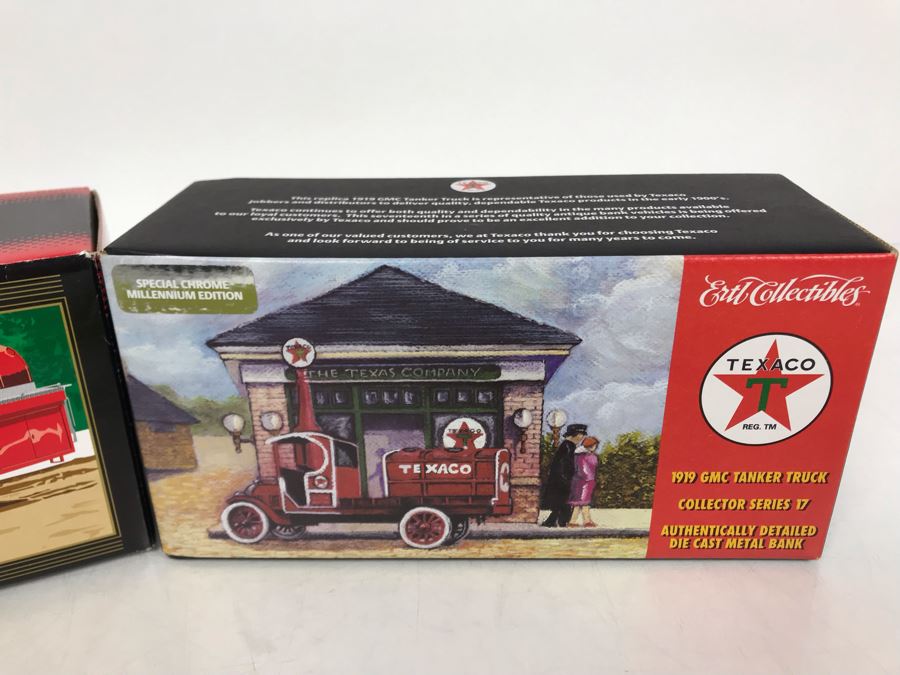 This replica 1919 GMC Tanker Truck is representative of those used by Texaco
jobbers and distributors to deliver quality, dependable Texaco products in the early 1900's.
Texaco continues to offer both quality and dependability in the many products available
to our loyal customers. This seventeenth in a series of quality antique bank vehicles is being offered
exclusively by Texaco and should prove to be an excellent addition to your collection.
As one of our valued customers, we at Texaco thank you for choosing Texaco
and look forward to being of service to you for many years to come.
SPECIAL CHROME
MILLENNIUM EDITION
THE TEXAS COMPANY
TEXACO
TEXACO
Ertl Collectibles
TEXACO
T
REG. TM
1919 GMC TANKER TRUCK
COLLECTOR SERIES 17
AUTHENTICALLY DETAILED
DIE CAST METAL BANK